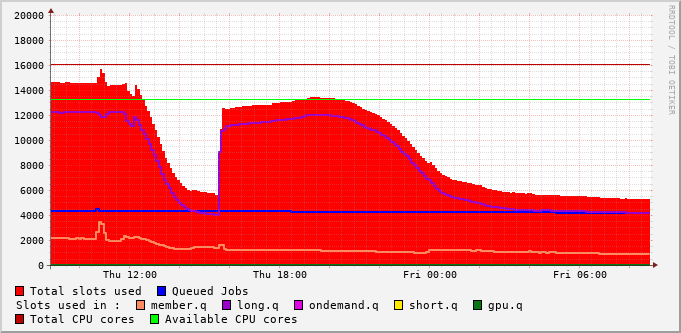 20000
18000
16000
14000
12000
10000
8000
6000
4000
2000
0
Thu 12:00 Thu 18:00 Fri 00:00 Fri 06:00
RRDTOOL / TOBI OETIKER
Total slots used Queued Jobs
Slots used in : member.q long.q ondemand.q short.q gpu.q
Total CPU cores Available CPU cores